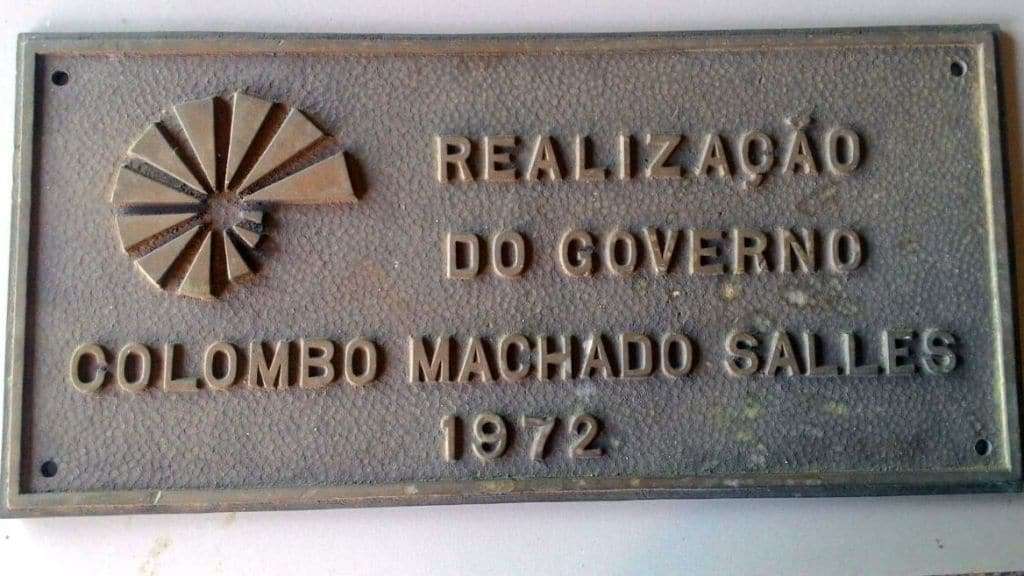 REALIZAÇÃO
DO GOVERNO
COLOMBO MACHADO SALLES
1972